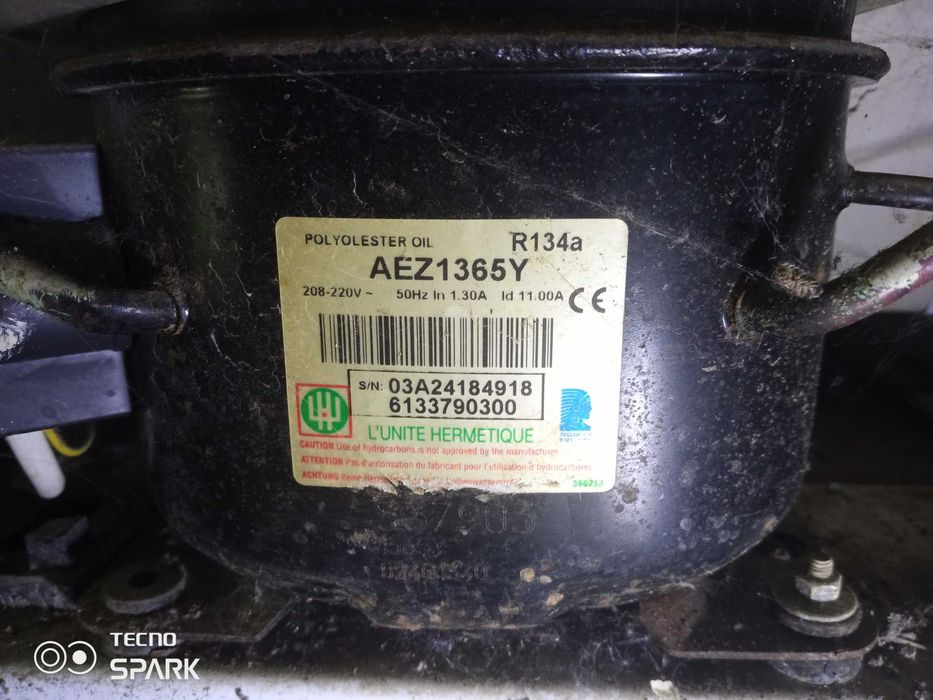 POLYOLESTER OIL R134a
AEZ1365Y
208-220V ~ 50Hz In 1.30A Id 11.00A CE
S/N: 03A24184918
6133790300
L'UNITE HERMETIQUE
CAUTION Use of hydrocarbons is not approved by the manufacturer
ATTENTION Pas d'autorisation du fabricant pour l'utilisation d'hydrocarbures
ACHTUNG Keine
TECNO
SPARK